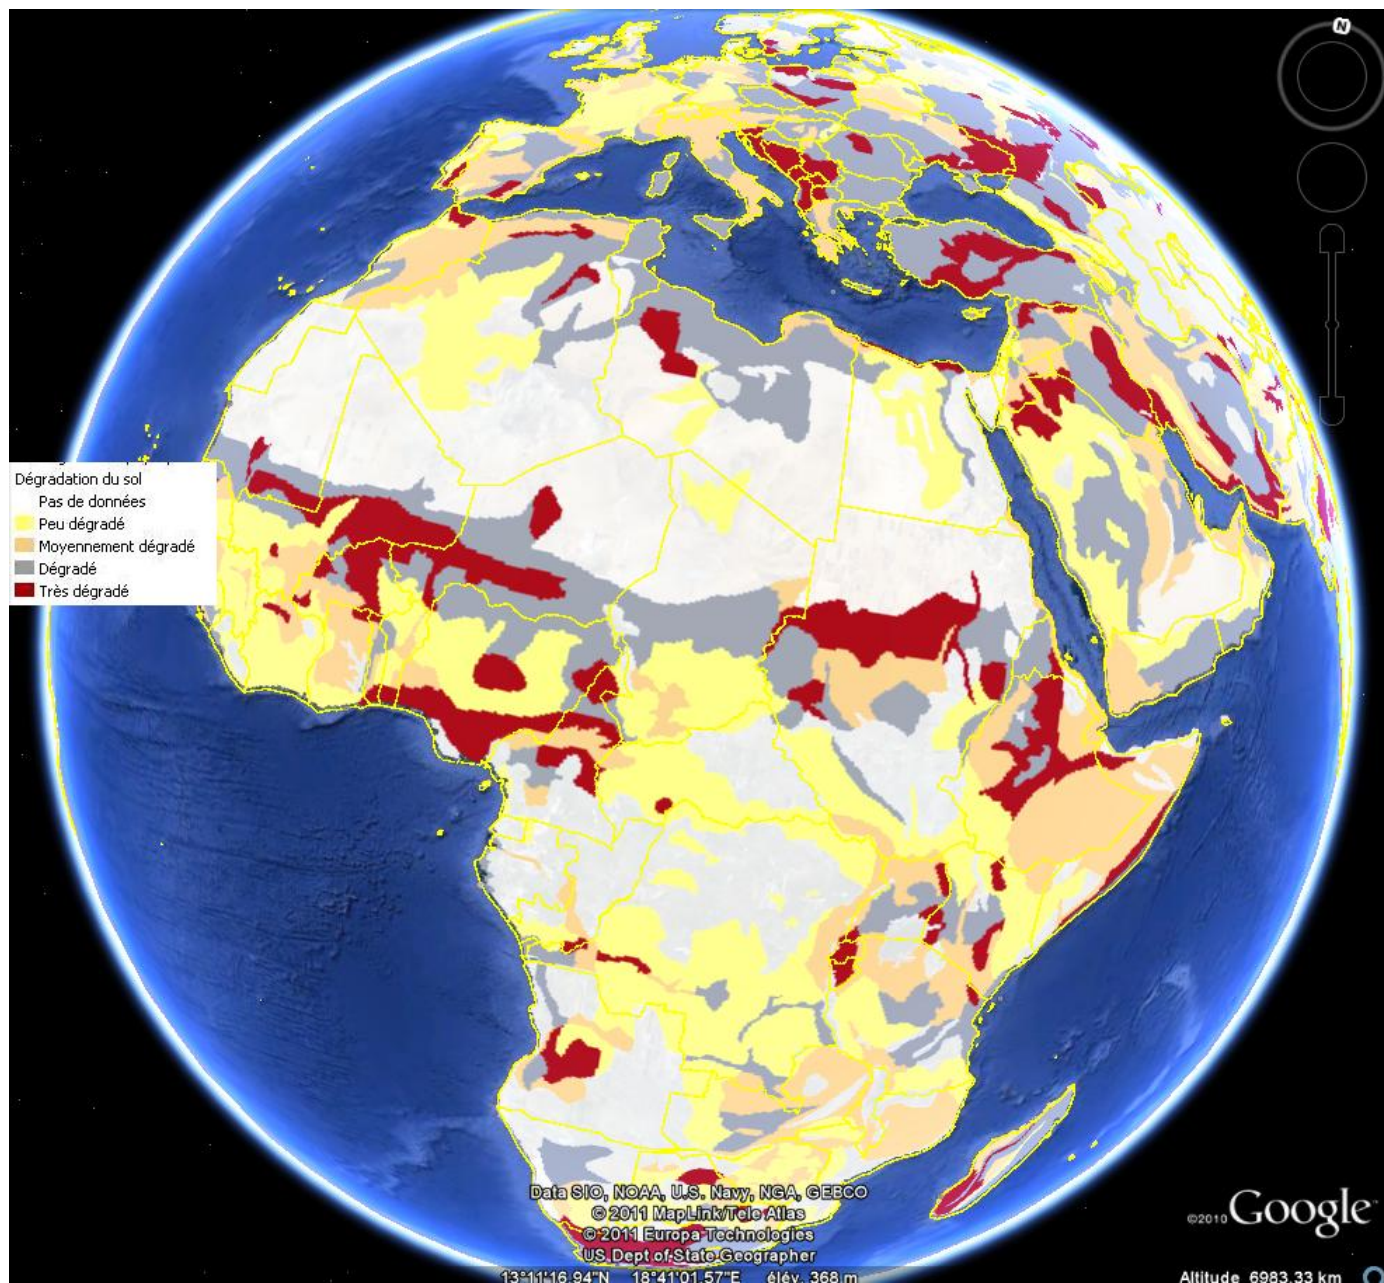 N
Dégradation du sol
Pas de données
Peu dégradé
Moyennement dégradé
Dégradé
Très dégradé
Data SIO, NOAA, U.S. Navy, NGA, GEBCO
© 2011 MapLink/Tele Atlas
© 2011 Europa Technologies
US Dept of State Geographer
©2010 Google
13°11'16.94"N 18°41'01.57"E élév. 368 m
Altitude 6983.33 km